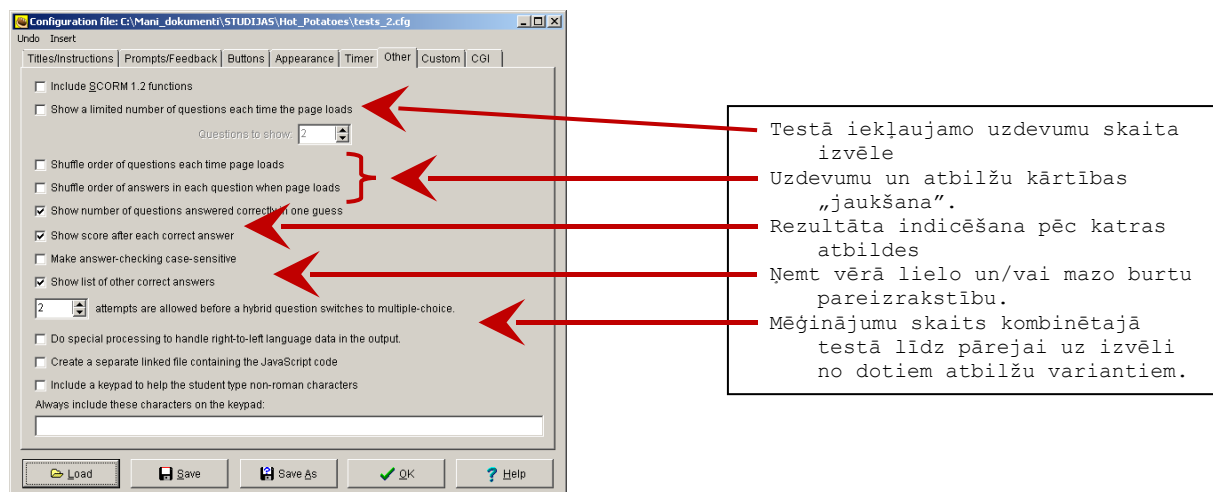 Configuration file: C:\Mani_dokumenti\STUDIJAS\Hot_Potatoes\tests_2.cfg
Undo Insert
Titles/Instructions Prompts/Feedback Buttons Appearance Timer Other Custom CGI
Include SCORM 1.2 functions
Show a limited number of questions each time the page loads
Questions to show: 2
Shuffle order of questions each time page loads
Shuffle order of answers in each question when page loads
Show number of questions answered correctly in one guess
Show score after each correct answer
Make answer-checking case-sensitive
Show list of other correct answers
2 attempts are allowed before a hybrid question switches to multiple-choice.
Do special processing to handle right-to-left language data in the output.
Create a separate linked file containing the JavaScript code
Include a keypad to help the student type non-roman characters
Always include these characters on the keypad:
Load Save Save As OK Help
Testā iekļaujamo uzdevumu skaita
izvēle
Uzdevumu un atbilžu kārtības
„jaukšana”.
Rezultāta indicēšana pēc katras
atbildes
Ņemt vērā lielo un/vai mazo burtu
pareizrakstību.
Mēģinājumu skaits kombinētajā
testā līdz pārejai uz izvēli
no dotiem atbilžu variantiem.